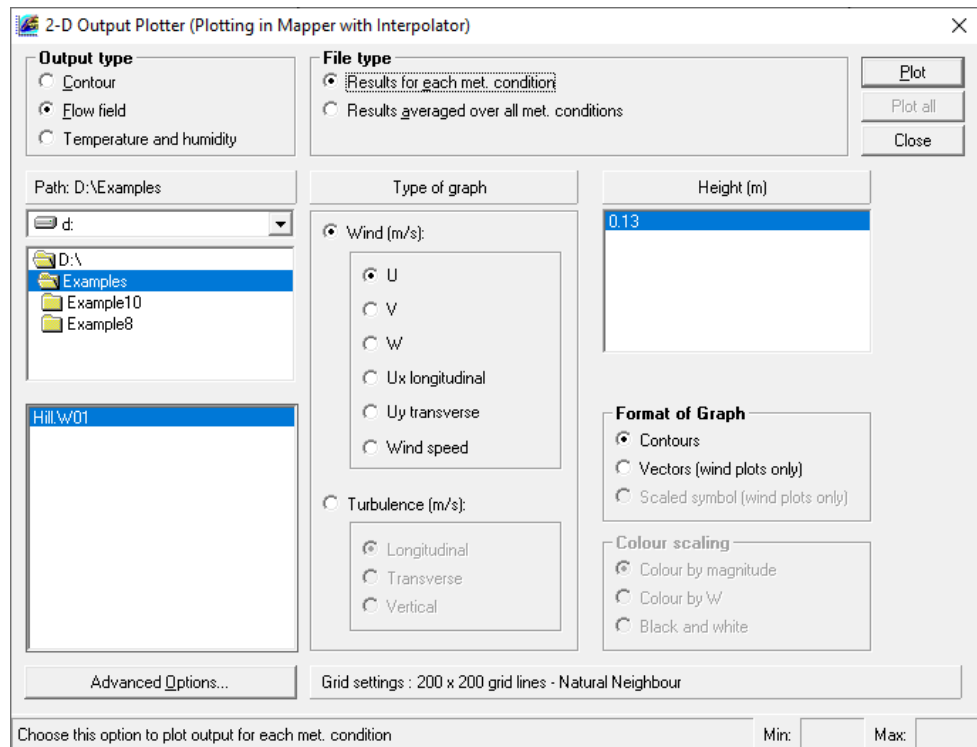 2-D Output Plotter (Plotting in Mapper with Interpolator)
Output type
Contour
Flow field
Temperature and humidity
File type
Results for each met. condition
Results averaged over all met. conditions
Plot
Plot all
Close
Path: D:\Examples
d:
D:\
Examples
Example10
Example8
Hill.W01
Type of graph
Wind (m/s):
U
V
W
Ux longitudinal
Uy transverse
Wind speed
Turbulence (m/s):
Longitudinal
Transverse
Vertical
Height (m)
0.13
Format of Graph
Contours
Vectors (wind plots only)
Scaled symbol (wind plots only)
Colour scaling
Colour by magnitude
Colour by W
Black and white
Advanced Options...
Grid settings : 200 x 200 grid lines - Natural Neighbour
Choose this option to plot output for each met. condition
Min:
Max: